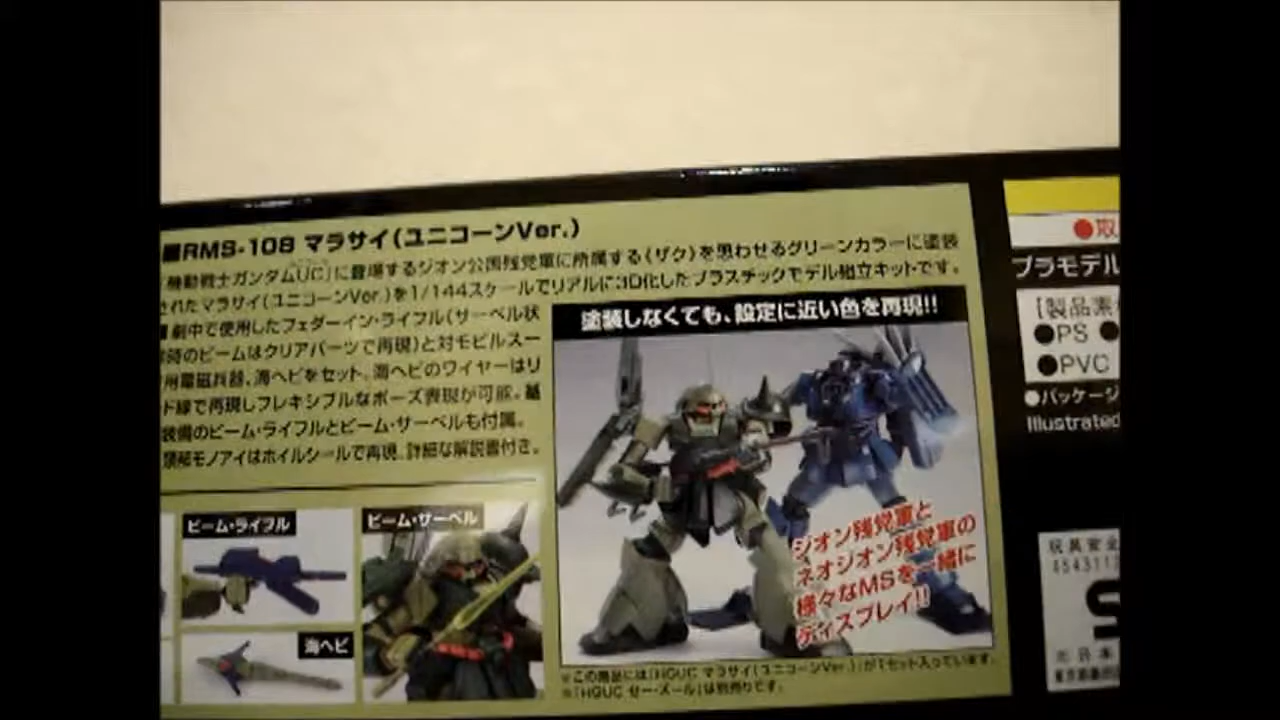 ■RMS-108 マラサイ(ユニコーンVer.)
「機動戦士ガンダムUC」に登場するジオン公国残党軍に所属する《ザク》を思わせるグリーンカラーに塗装
されたマラサイ(ユニコーンVer.)を1/144スケールでリアルに3D化したプラスチックモデル組立キットです。
劇中で使用したフェダーイン・ライフル(サーベル状
時のビームはクリアパーツで再現)と対モビルスー
用電磁兵器、海ヘビをセット。海ヘビのワイヤーはリ
ド線で再現しフレキシブルなポーズ表現が可能。基
装備のビーム・ライフルとビーム・サーベルも付属。
頭部モノアイはホイルシールで再現。詳細な解説書付き。
塗装しなくても、設定に近い色を再現!!
ジオン残党軍と
ネオジオン残党軍の
様々なMSを一緒に
ディスプレイ!!
ビーム・ライフル
ビーム・サーベル
海ヘビ
※この商品には「HGUC マラサイ(ユニコーンVer.)」が1セット入っています。
※「HGUC ゼー・ズール」は別売りです。
●取
プラモデル
[製品素
●PS ●
●PVC
●パッケージ
Illustrated
玩具安全
S
東京都